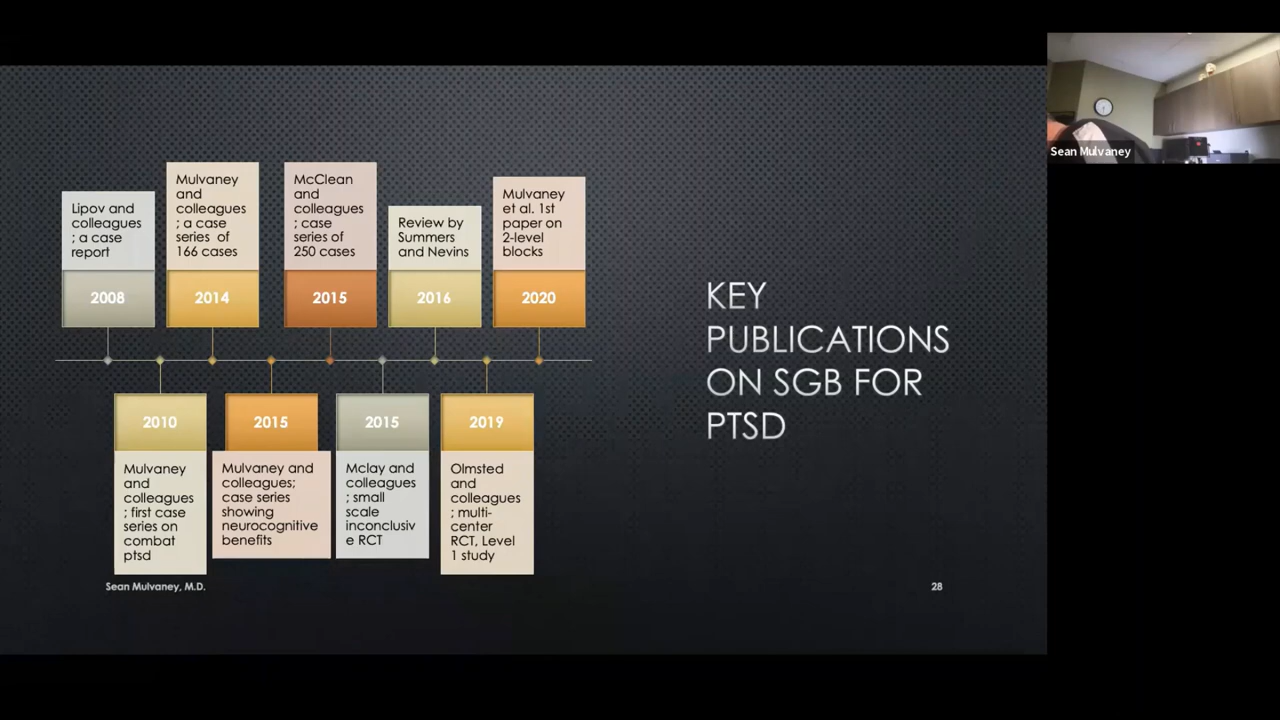 Lipov and
colleagues
; a case
report
2008
Mulvaney
and
colleagues
; a case
series of
166 cases
2014
McClean
and
colleagues
; case
series of
250 cases
2015
Review by
Summers
and Nevins
2016
Mulvaney
et al. 1st
paper on
2-level
blocks
2020
2010
Mulvaney
and
colleagues
; first case
series on
combat
ptsd
2015
Mulvaney and
colleagues;
case series
showing
neurocognitive
benefits
2015
Mclay and
colleagues
; small
scale
inconclusiv
e RCT
2019
Olmsted
and
colleagues
; multi-
center
RCT, Level
1 study
KEY
PUBLICATIONS
ON SGB FOR
PTSD
Sean Mulvaney, M.D.
28
Sean Mulvaney